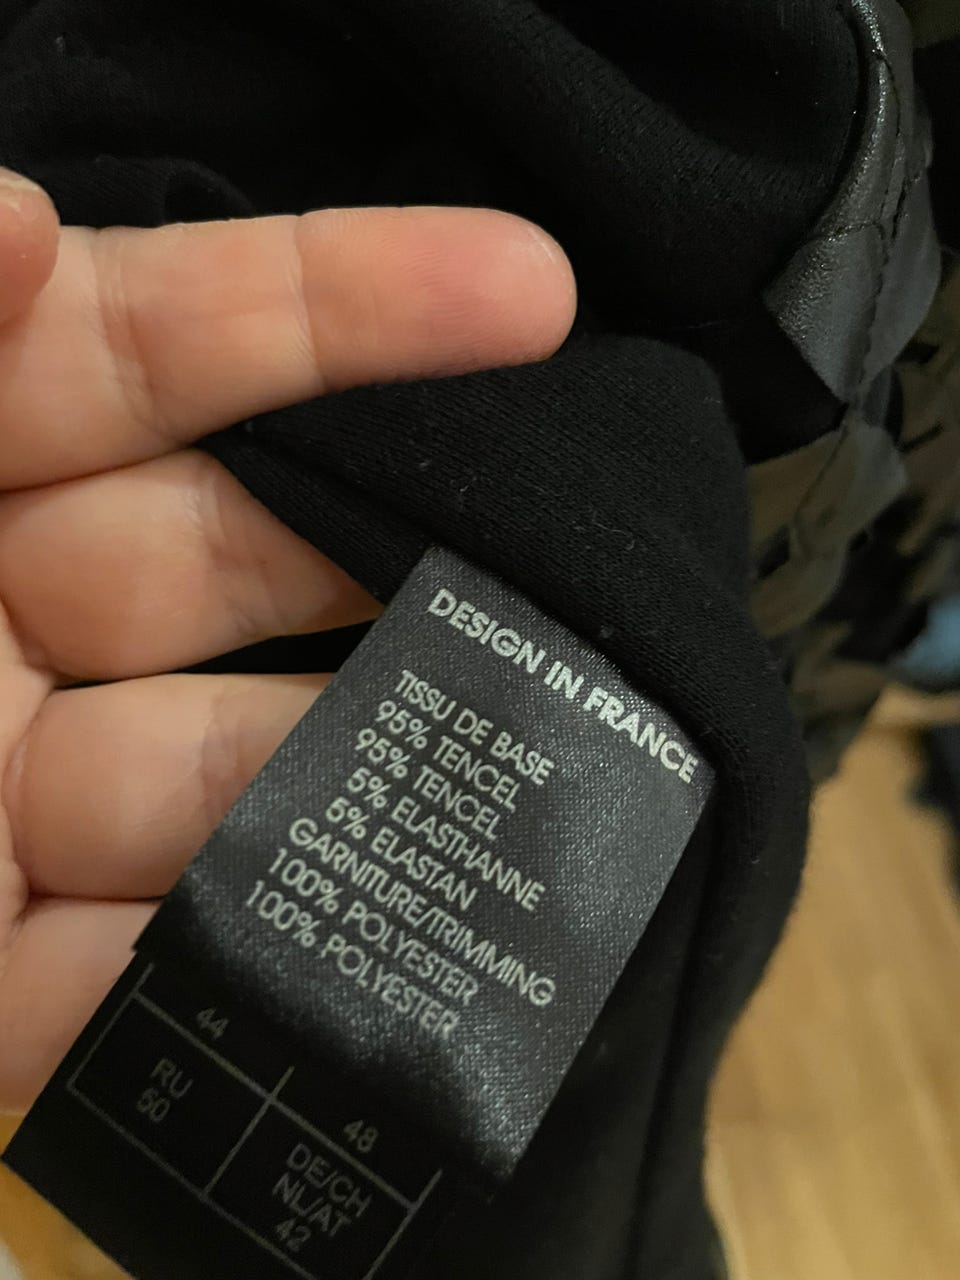 DESIGN IN FRANCE
TISSU DE BASE
95% TENCEL
95% TENCEL
5% ELASTHANNE
5% ELASTAN
GARNITURE/TRIMMING
100% POLYESTER
100% POLYESTER
44
48
RU
50
DE/CH
NL/AT
42